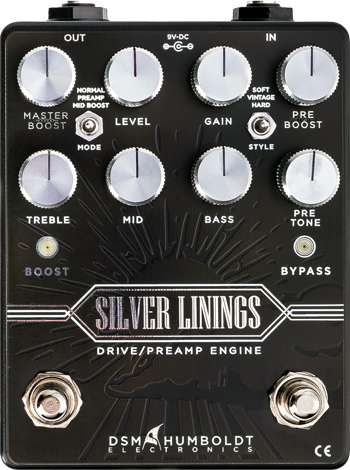 OUT
9V-DC
IN
MASTER BOOST
NORMAL
PREAMP
MID BOOST
LEVEL
MODE
GAIN
SOFT
VINTAGE
HARD
STYLE
PRE
BOOST
TREBLE
MID
BASS
PRE
TONE
BOOST
BYPASS
SILVER LININGS
DRIVE/PREAMP ENGINE
DSM HUMBOLDT
ELECTRONICS
CE